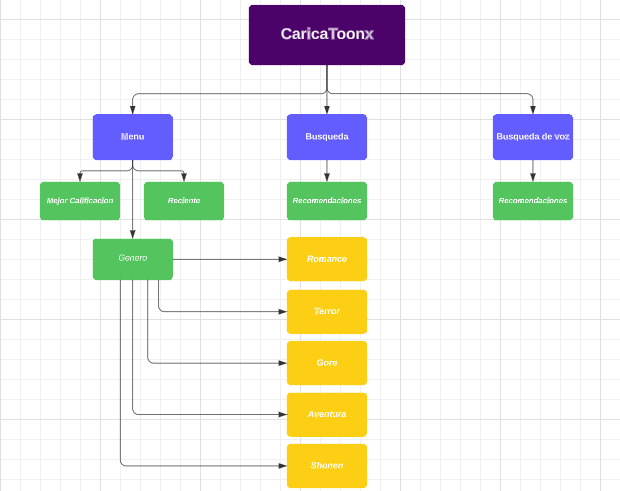 CaricaToonx
Menu
Busqueda
Busqueda de voz
Mejor Calificacion
Reciente
Recomendaciones
Recomendaciones
Genero
Romance
Terror
Gore
Aventura
Shonen